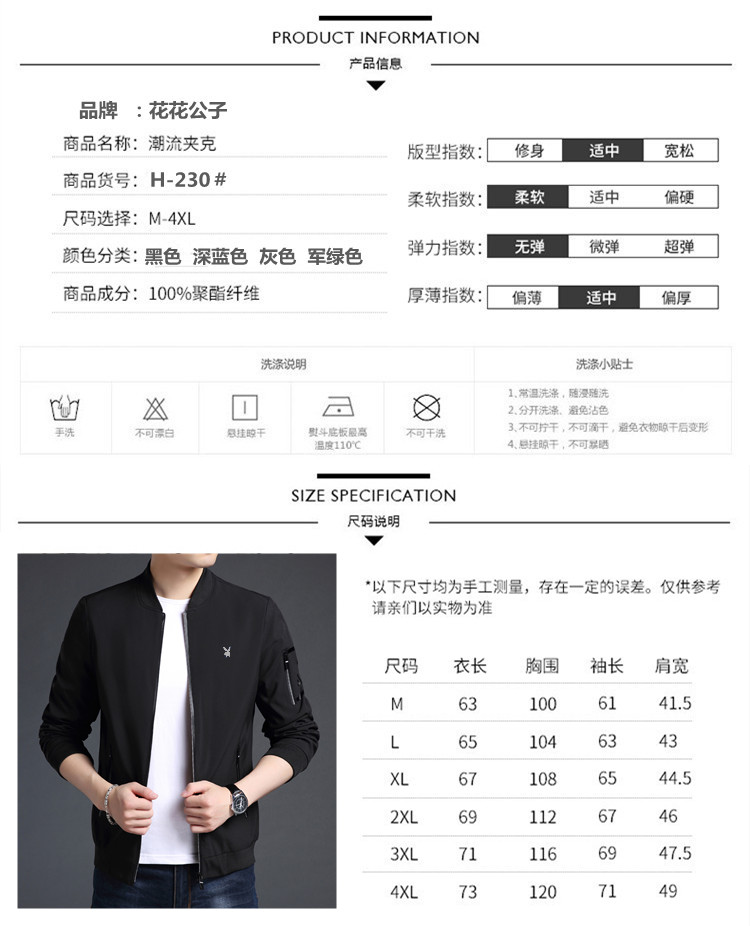 PRODUCT INFORMATION
产品信息
品牌 ：花花公子
商品名称：潮流夹克
商品货号：H-230#
尺码选择：M-4XL
颜色分类：黑色 深蓝色 灰色 军绿色
商品成分：100%聚酯纤维
版型指数： 修身 适中 宽松
柔软指数： 柔软 适中 偏硬
弹力指数： 无弹 微弹 超弹
厚薄指数： 偏薄 适中 偏厚
洗涤说明
手洗
不可漂白
悬挂晾干
熨斗底板最高
温度110℃
不可干洗
洗涤小贴士
1、常温洗涤，随浸随洗
2、分开洗涤、避免沾色
3、不可拧干，不可滴干，避免衣物晾干后变形
4、悬挂晾干，不可暴晒
SIZE SPECIFICATION
尺码说明
*以下尺寸均为手工测量，存在一定的误差。仅供参考
请亲们以实物为准
尺码 衣长 胸围 袖长 肩宽
M 63 100 61 41.5
L 65 104 63 43
XL 67 108 65 44.5
2XL 69 112 67 46
3XL 71 116 69 47.5
4XL 73 120 71 49